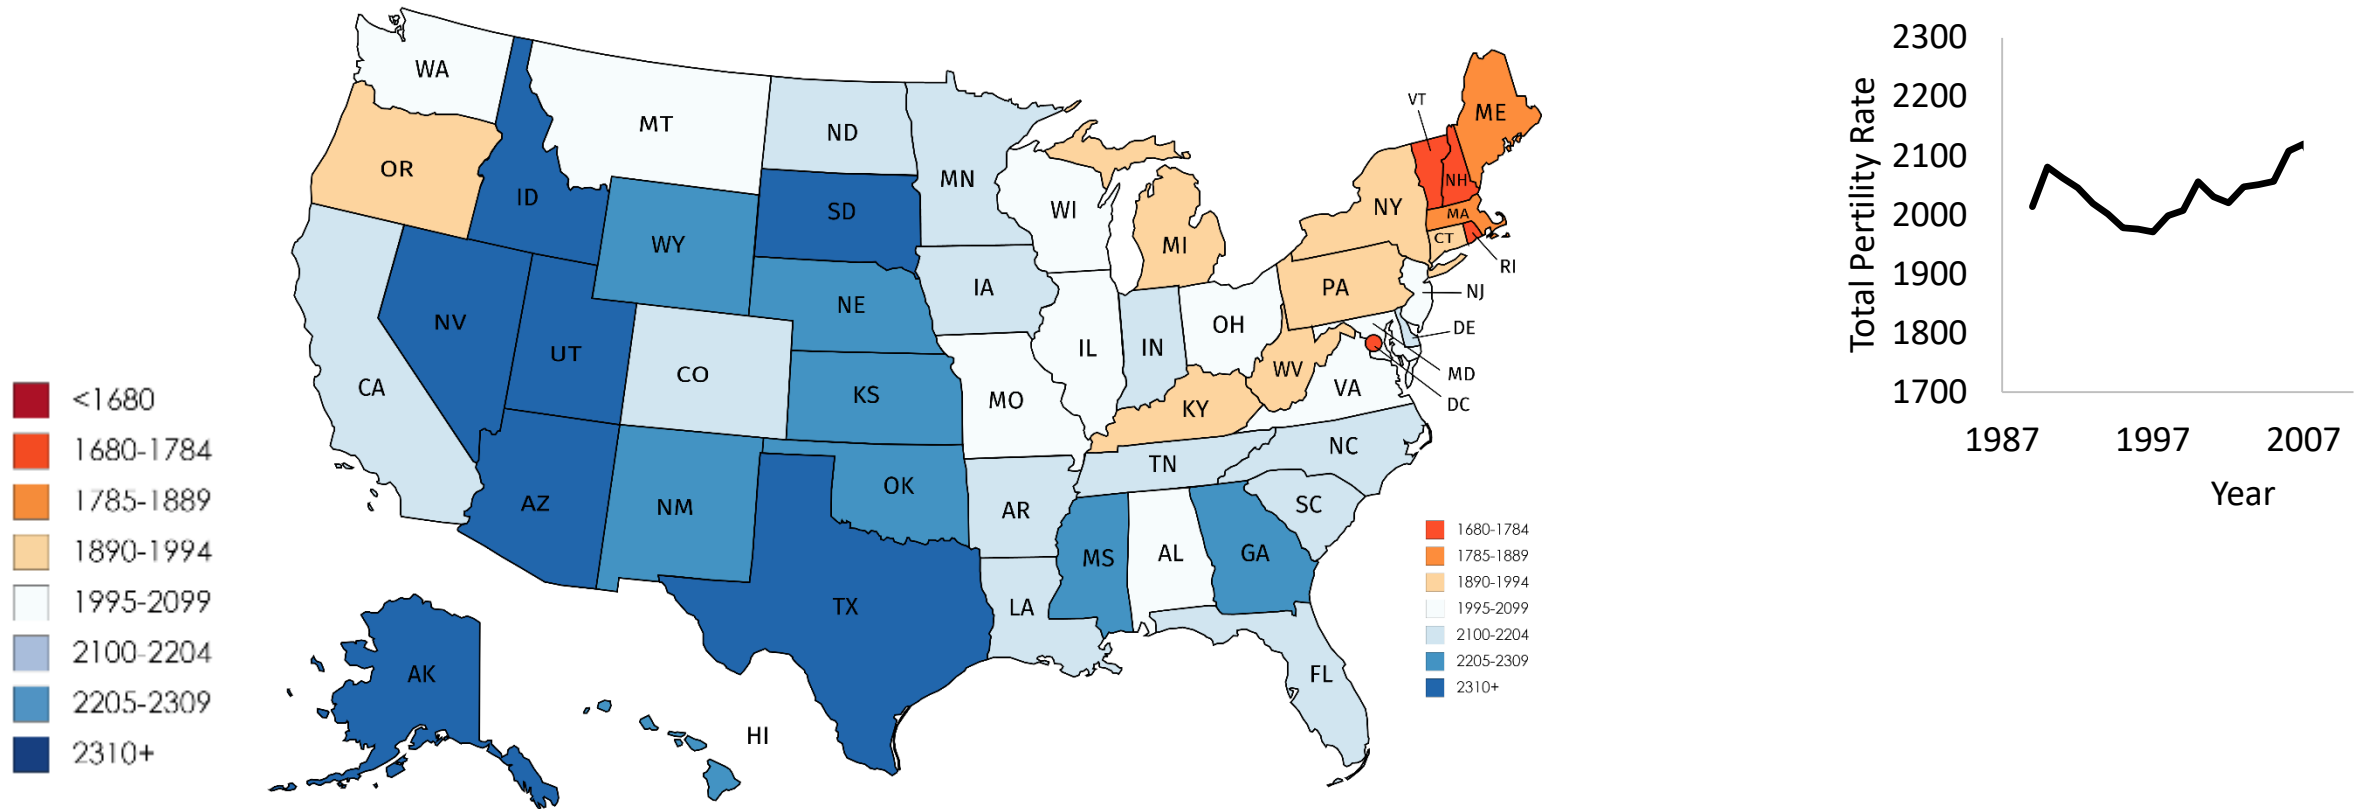 <1680
1680-1784
1785-1889
1890-1994
1995-2099
2100-2204
2205-2309
2310+
WA
MT
ND
MN
OR
ID
SD
WI
WY
MI
NY
VT
ME
NH
MA
CT
RI
NV
UT
NE
IA
PA
NJ
CA
CO
KS
MO
IL
IN
OH
WV
VA
DE
MD
DC
KY
AZ
NM
OK
AR
TN
NC
SC
TX
LA
MS
AL
GA
FL
AK
HI
1680-1784
1785-1889
1890-1994
1995-2099
2100-2204
2205-2309
2310+
Total Pertility Rate
2300
2200
2100
2000
1900
1800
1700
1987 1997 2007
Year